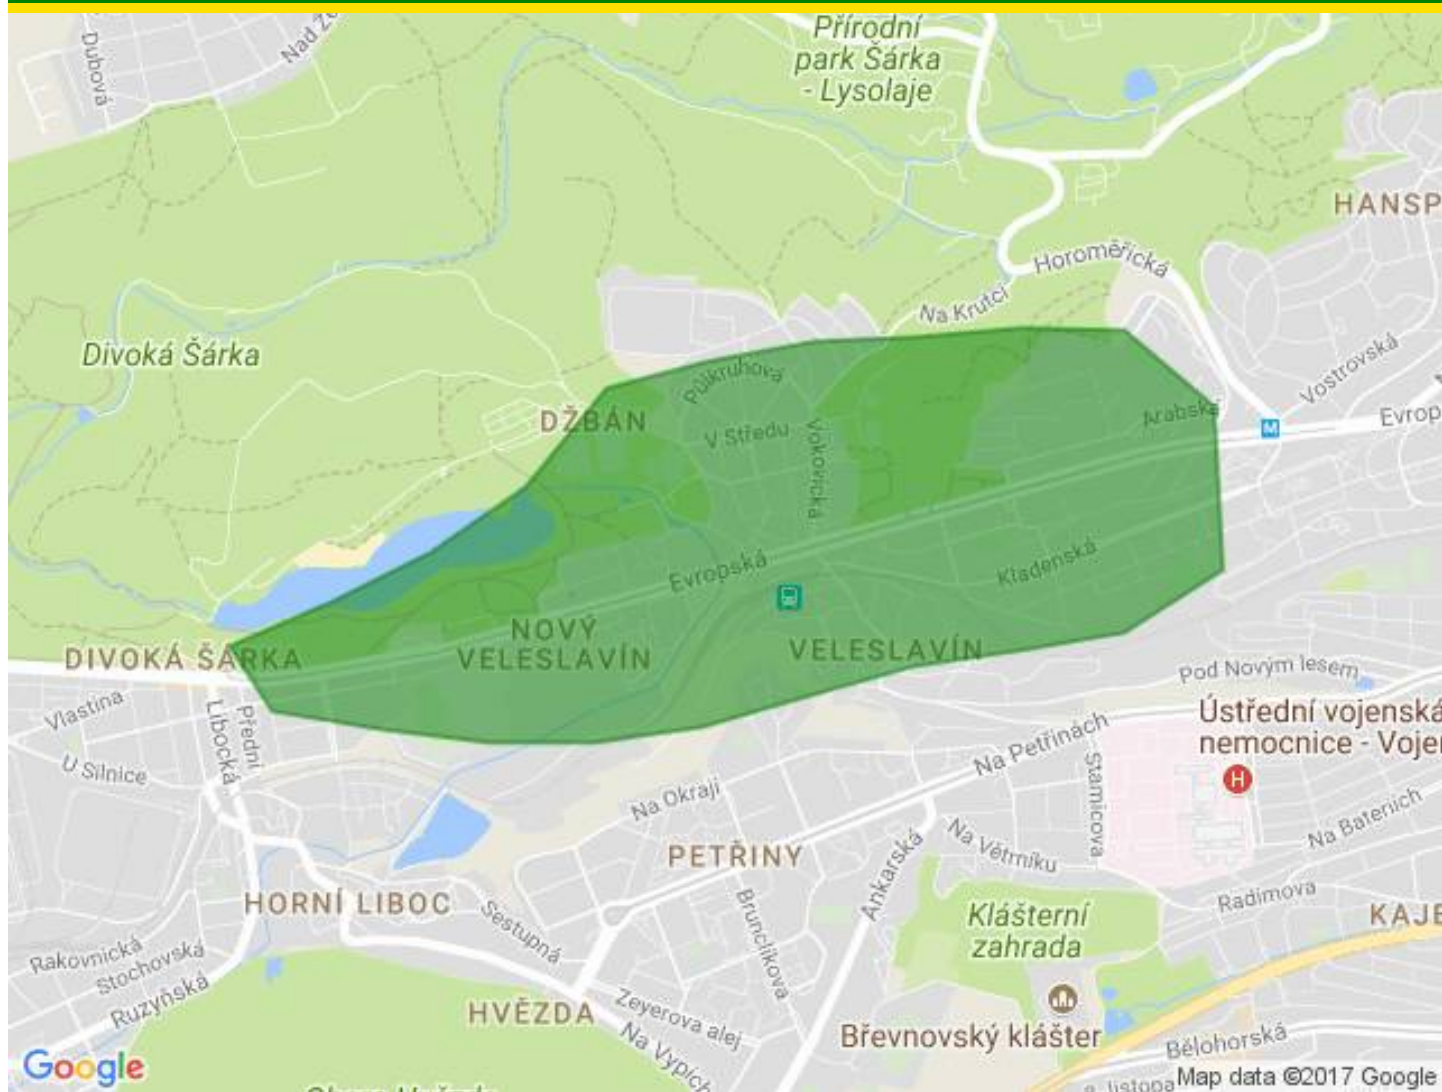 Dubová
Přírodní
park Šárka
- Lysolaje
HANSP
Horoměřická
Na Krutci
Divoká Šárka
Vostrovská
Půlkruhová
DŽBÁN
V Středu
Vokovická
Arabská
M
Evrop
Evropská
Kladenská
NOVÝ
VELESLAVÍN
VELESLAVÍN
DIVOKÁ ŠÁRKA
Pod Novým lesem
Vlastina
Libocká
Přední
Ústřední vojenská
nemocnice - Vojen
H
U Silnice
Na Petřinách
Stamicova
Na Okraji
Na Bateriích
PETŘINY
Ankarská
Na Větrníku
Radimova
HORNÍ LIBOC
Sestupná
Brunclíkova
Klášterní
zahrada
KAJE
Rakovnická
Stochovská
Ruzyňská
HVĚZDA
Zeyerova alej
Na Vypich
Břevnovský klášter
Bělohorská
Google
Map data ©2017 Google